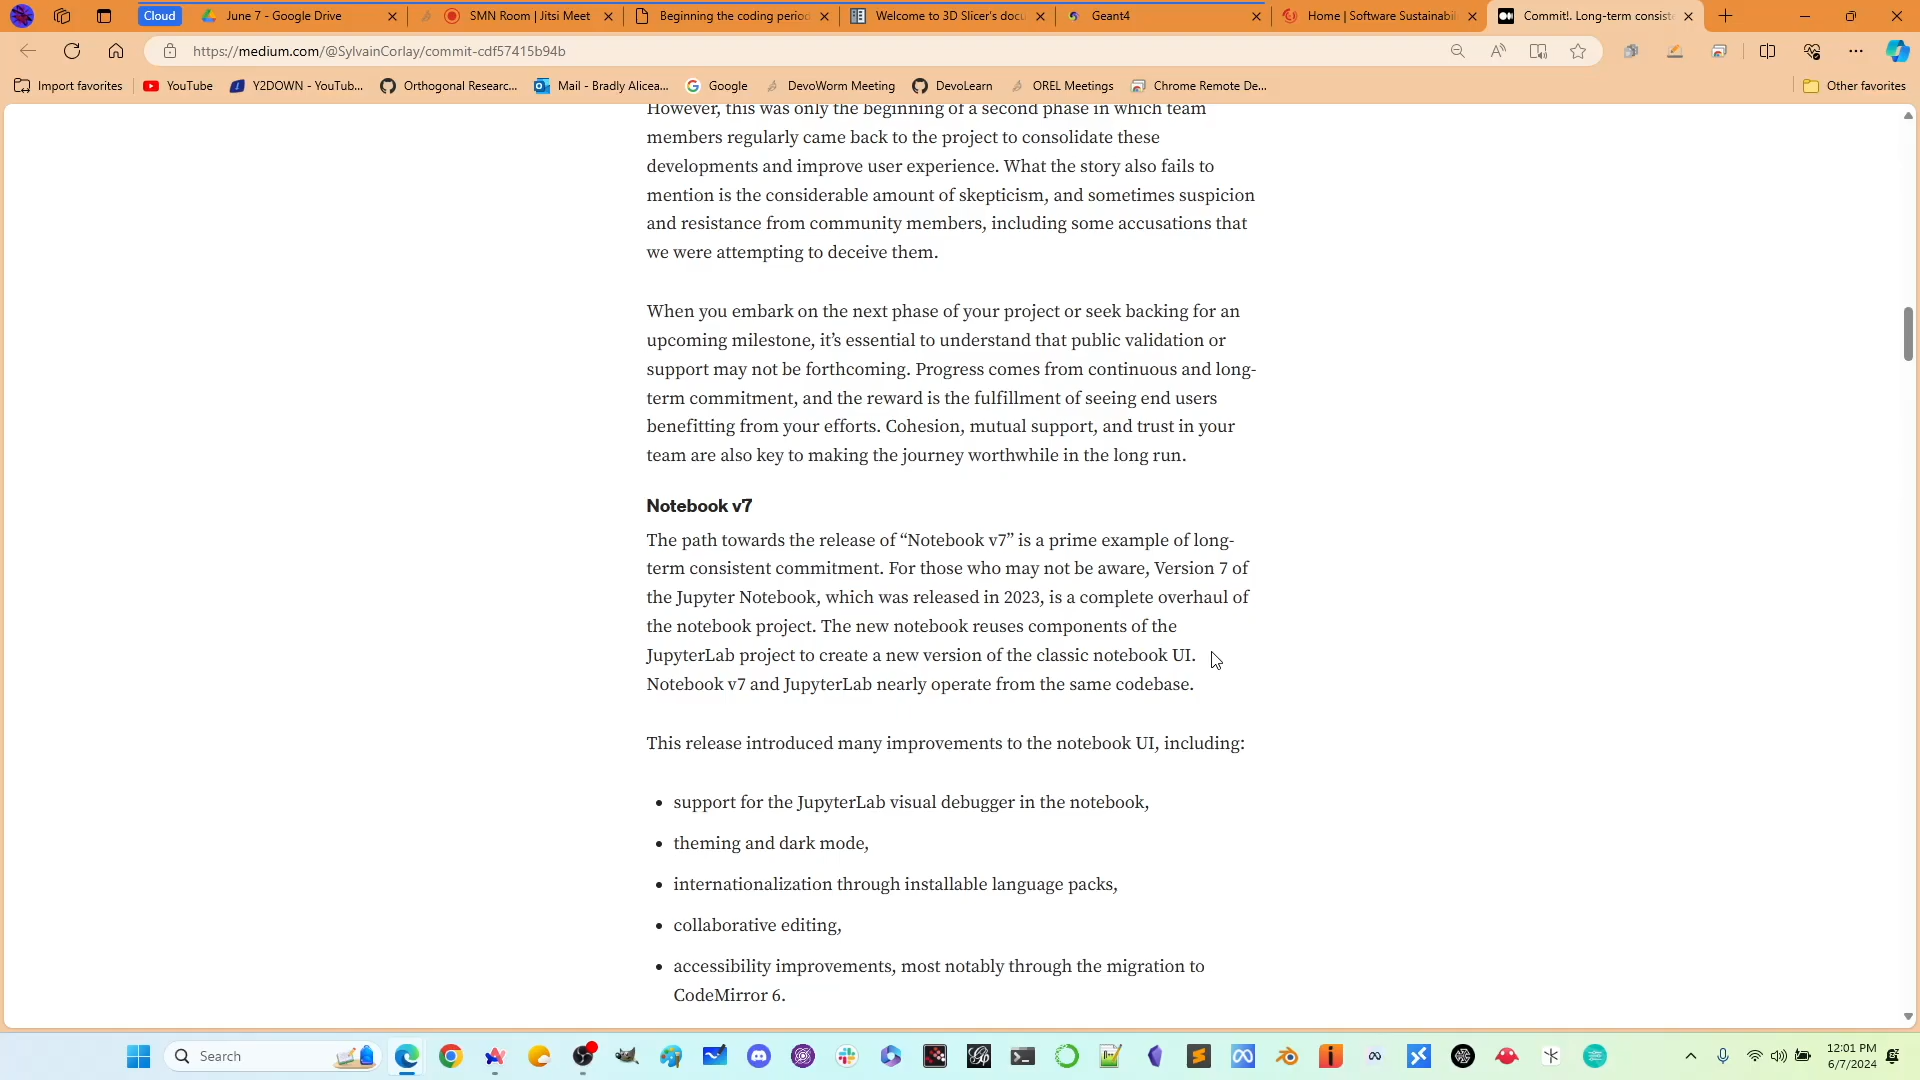 Cloud
June 7 - Google Drive
SMN Room | Jitsi Meet
Beginning the coding period
Welcome to 3D Slicer's docu
Geant4
Home | Software Sustainabil
Commit!. Long-term consiste
https://medium.com/@SylvainCorlay/commit-cdf57415b94b
Import favorites
YouTube
Y2DOWN - YouTub...
Orthogonal Researc...
Mail - Bradly Alicea...
Google
DevoWorm Meeting
DevoLearn
OREL Meetings
Chrome Remote De...
Other favorites
However, this was only the beginning of a second phase in which team
members regularly came back to the project to consolidate these
developments and improve user experience. What the story also fails to
mention is the considerable amount of skepticism, and sometimes suspicion
and resistance from community members, including some accusations that
we were attempting to deceive them.
When you embark on the next phase of your project or seek backing for an
upcoming milestone, it’s essential to understand that public validation or
support may not be forthcoming. Progress comes from continuous and long-
term commitment, and the reward is the fulfillment of seeing end users
benefitting from your efforts. Cohesion, mutual support, and trust in your
team are also key to making the journey worthwhile in the long run.
Notebook v7
The path towards the release of “Notebook v7” is a prime example of long-
term consistent commitment. For those who may not be aware, Version 7 of
the Jupyter Notebook, which was released in 2023, is a complete overhaul of
the notebook project. The new notebook reuses components of the
JupyterLab project to create a new version of the classic notebook UI.
Notebook v7 and JupyterLab nearly operate from the same codebase.
This release introduced many improvements to the notebook UI, including:
• support for the JupyterLab visual debugger in the notebook,
• theming and dark mode,
• internationalization through installable language packs,
• collaborative editing,
• accessibility improvements, most notably through the migration to
CodeMirror 6.
Search
12:01 PM
6/7/2024